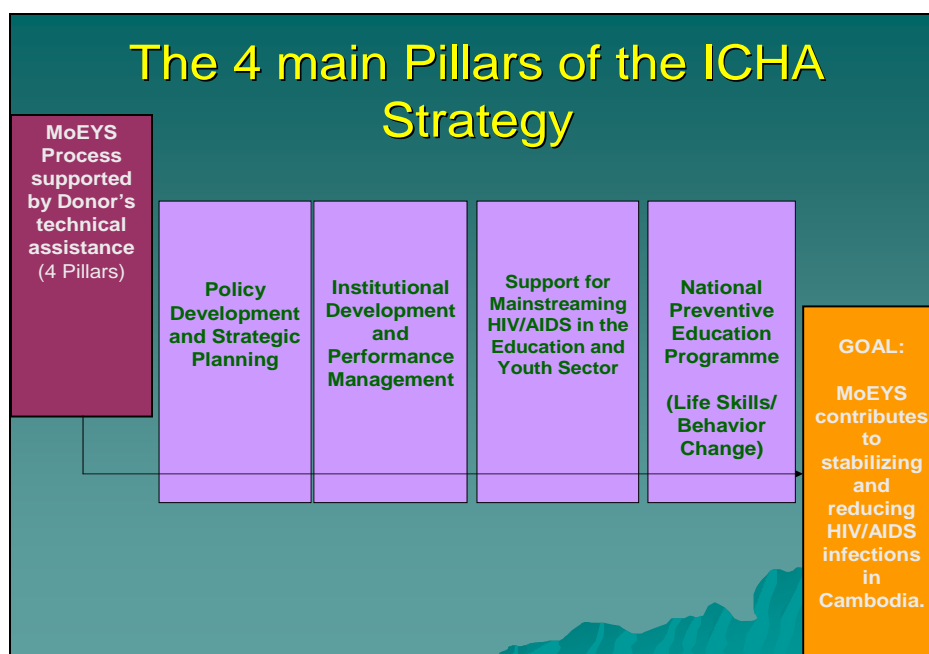 The 4 main Pillars of the ICHA
Strategy
MoEYS
Process
supported
by Donor's
technical
assistance
(4 Pillars)
Policy
Development
and Strategic
Planning
Institutional
Development
and
Performance
Management
Support for
Mainstreaming
HIV/AIDS in the
Education and
Youth Sector
National
Preventive
Education
Programme
(Life Skills/
Behavior
Change)
GOAL:
MoEYS
contributes
to
stabilizing
and
reducing
HIV/AIDS
infections
in
Cambodia.